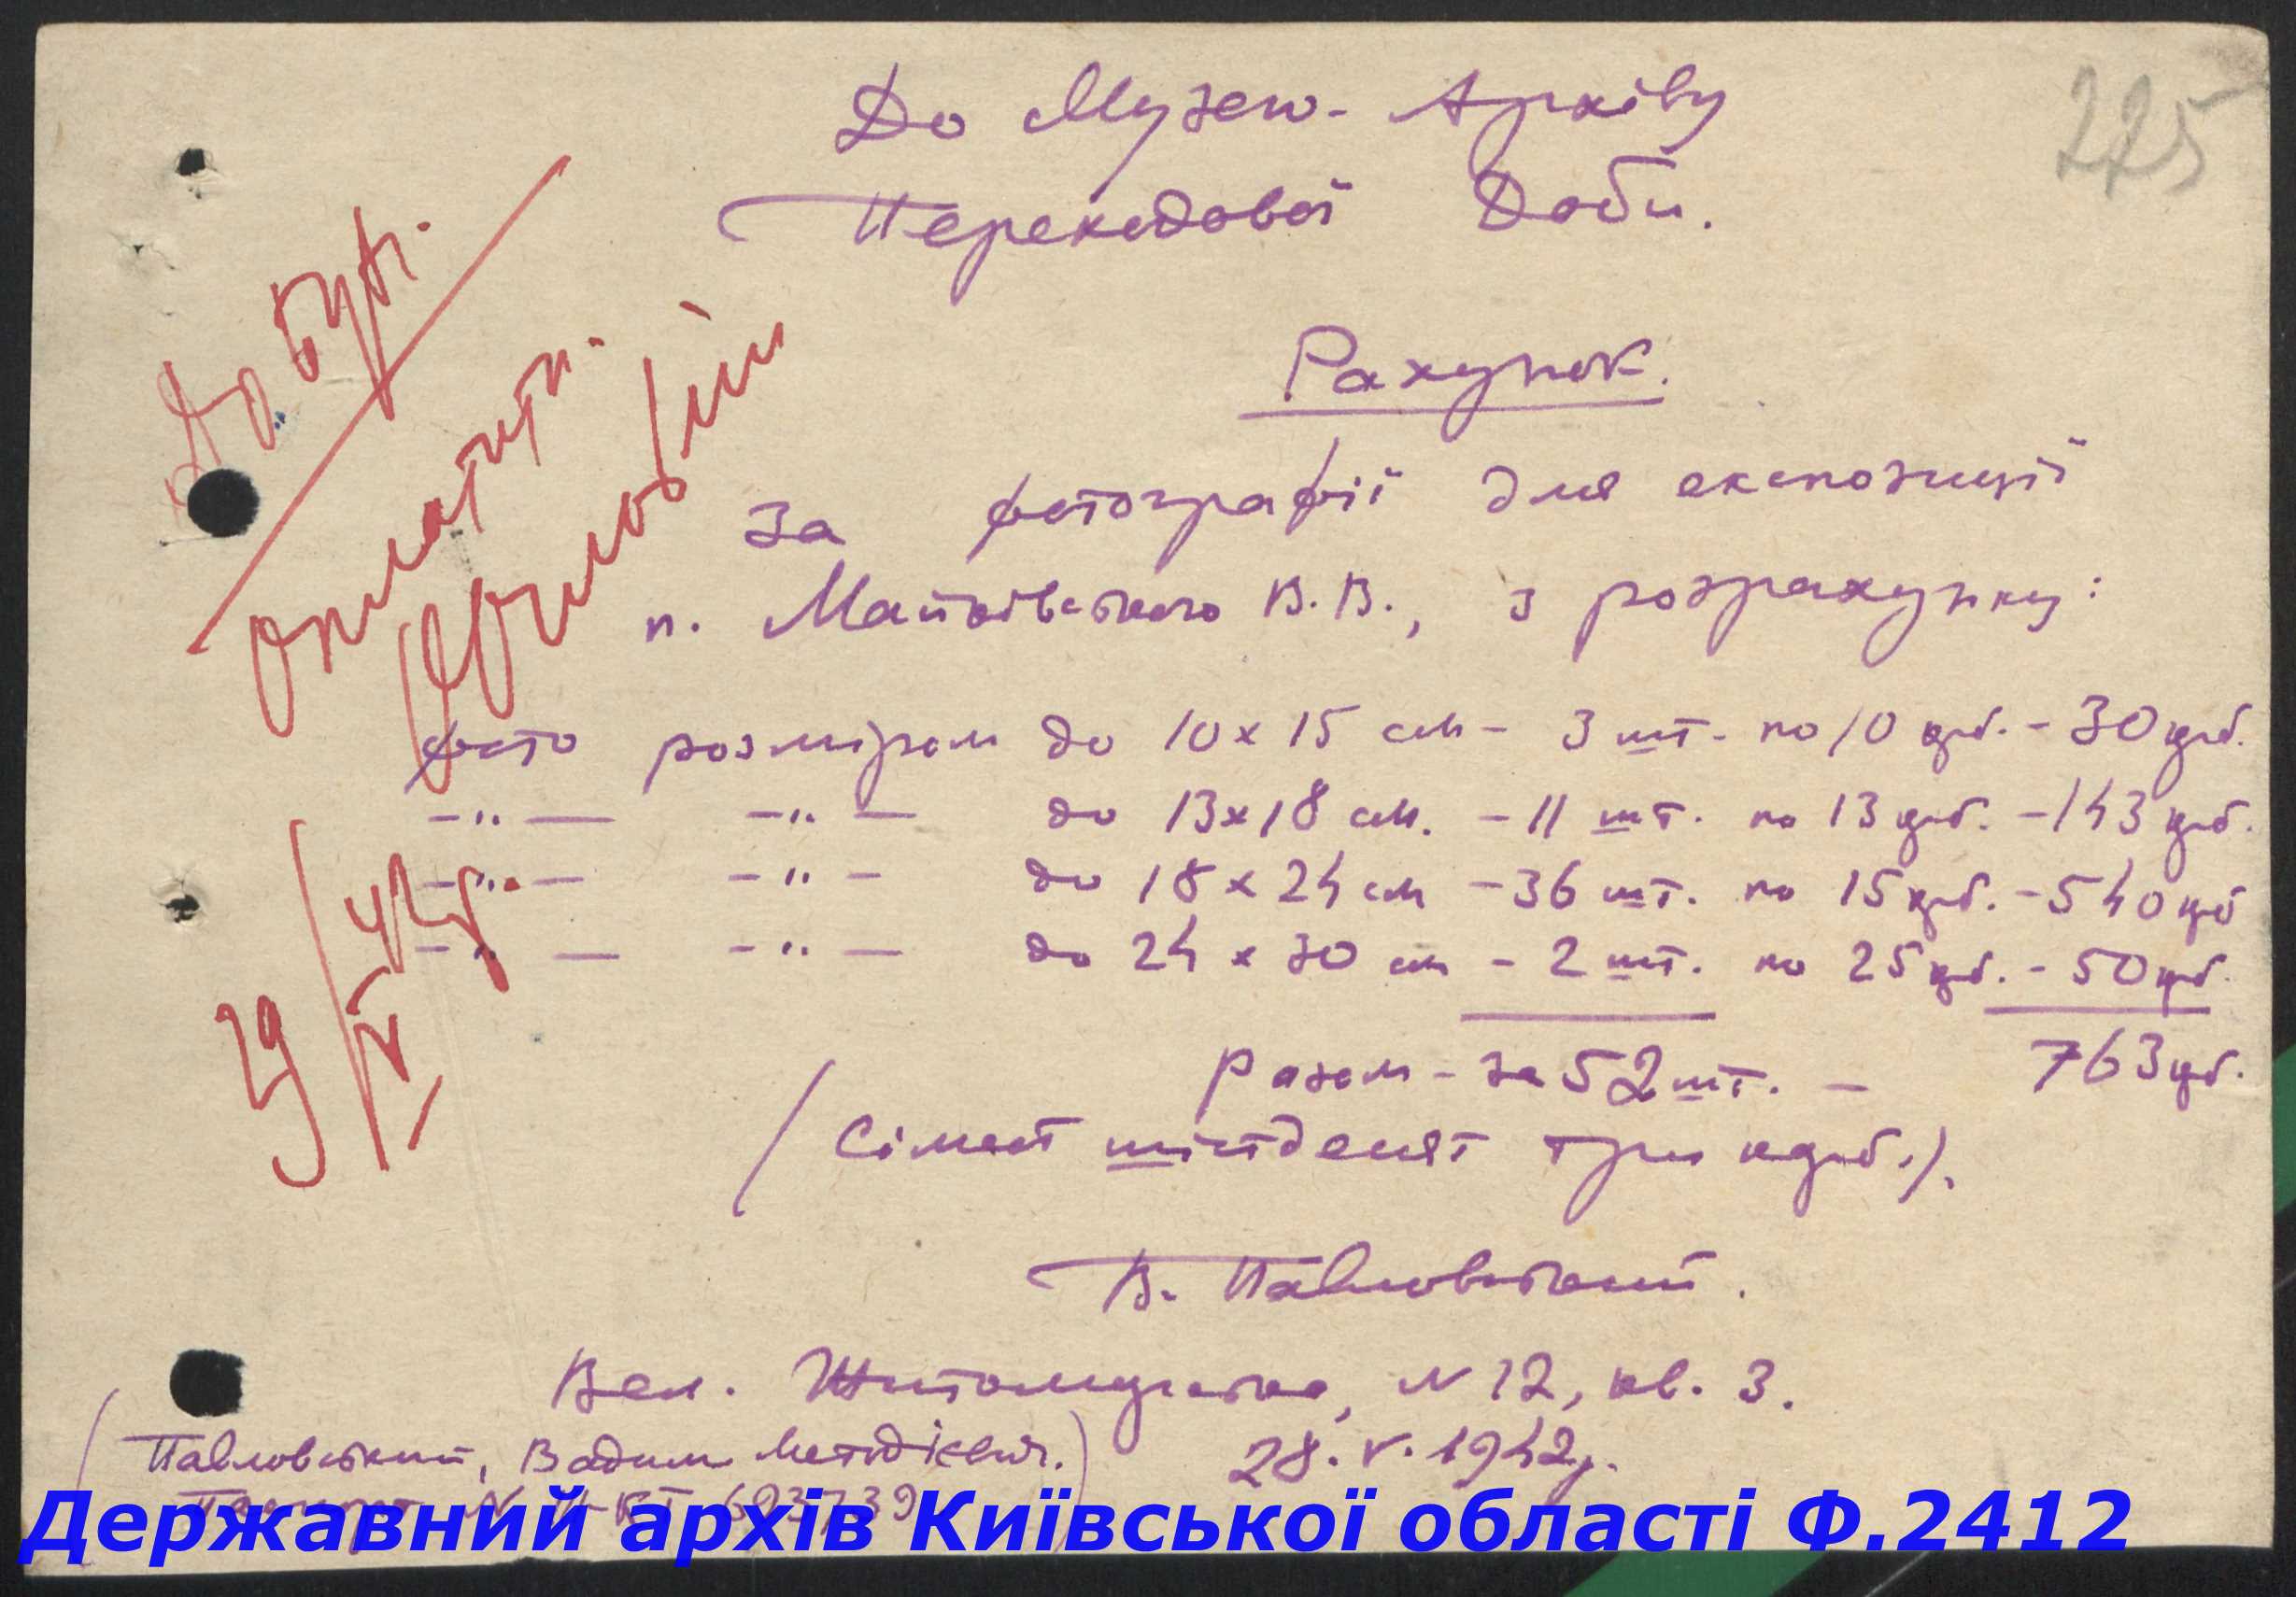 225
До Музею-Архіву
Переходової Доби.
Рахунок.
За фотографії для експозиції
п. Майківського В.В., з розрахунку:
фото розміром до 10 x 15 см - 3 шт. по 10 крб. - 30 крб.
-"- -"- до 13x18 см. - 11 шт. по 13 крб. - 143 крб.
-"- -"- до 18 x 24 см - 36 шт. по 15 крб. - 540 крб
-"- -"- до 24 x 30 см - 2 шт. по 25 крб. - 50 крб.
Разом - за 52 шт. - 763 крб.
(Сімсот шістдесят три крб.).
В. Павловський.
Вел. Житомирська, N 12, кв. 3.
28. V. 1942 р.
(Павловський, Вадим Методієвич.
Паспорт N 693739)
До бух.
оплатити.
29/V 42 р.
Державний архів Київської області Ф.2412